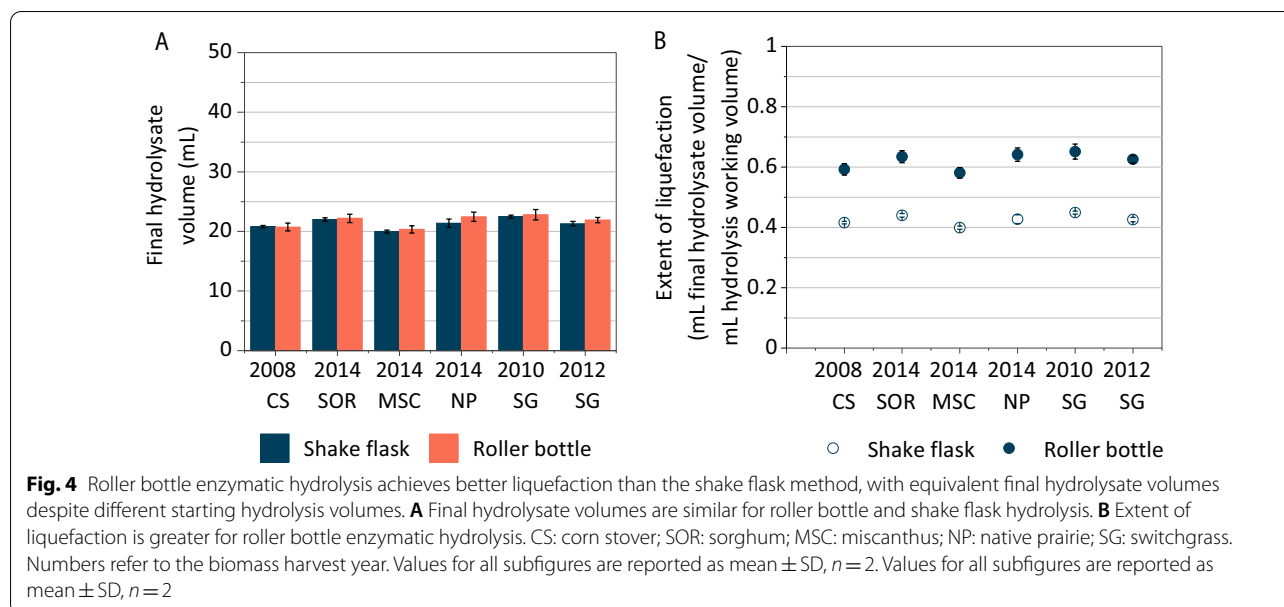 A
Final hydrolysate
volume (mL)
50
40
30
20
10
0
2008 2014 2014 2014 2010 2012
CS SOR MSC NP SG SG
Shake flask Roller bottle
B
Extent of liquefaction
(mL final hydrolysate volume/
mL hydrolysis working volume)
1
0.8
0.6
0.4
0.2
0
2008 2014 2014 2014 2010 2012
CS SOR MSC NP SG SG
Shake flask Roller bottle
Fig. 4 Roller bottle enzymatic hydrolysis achieves better liquefaction than the shake flask method, with equivalent final hydrolysate volumes
despite different starting hydrolysis volumes. A Final hydrolysate volumes are similar for roller bottle and shake flask hydrolysis. B Extent of
liquefaction is greater for roller bottle enzymatic hydrolysis. CS: corn stover; SOR: sorghum; MSC: miscanthus; NP: native prairie; SG: switchgrass.
Numbers refer to the biomass harvest year. Values for all subfigures are reported as mean ± SD, n = 2. Values for all subfigures are reported as
mean ± SD, n = 2